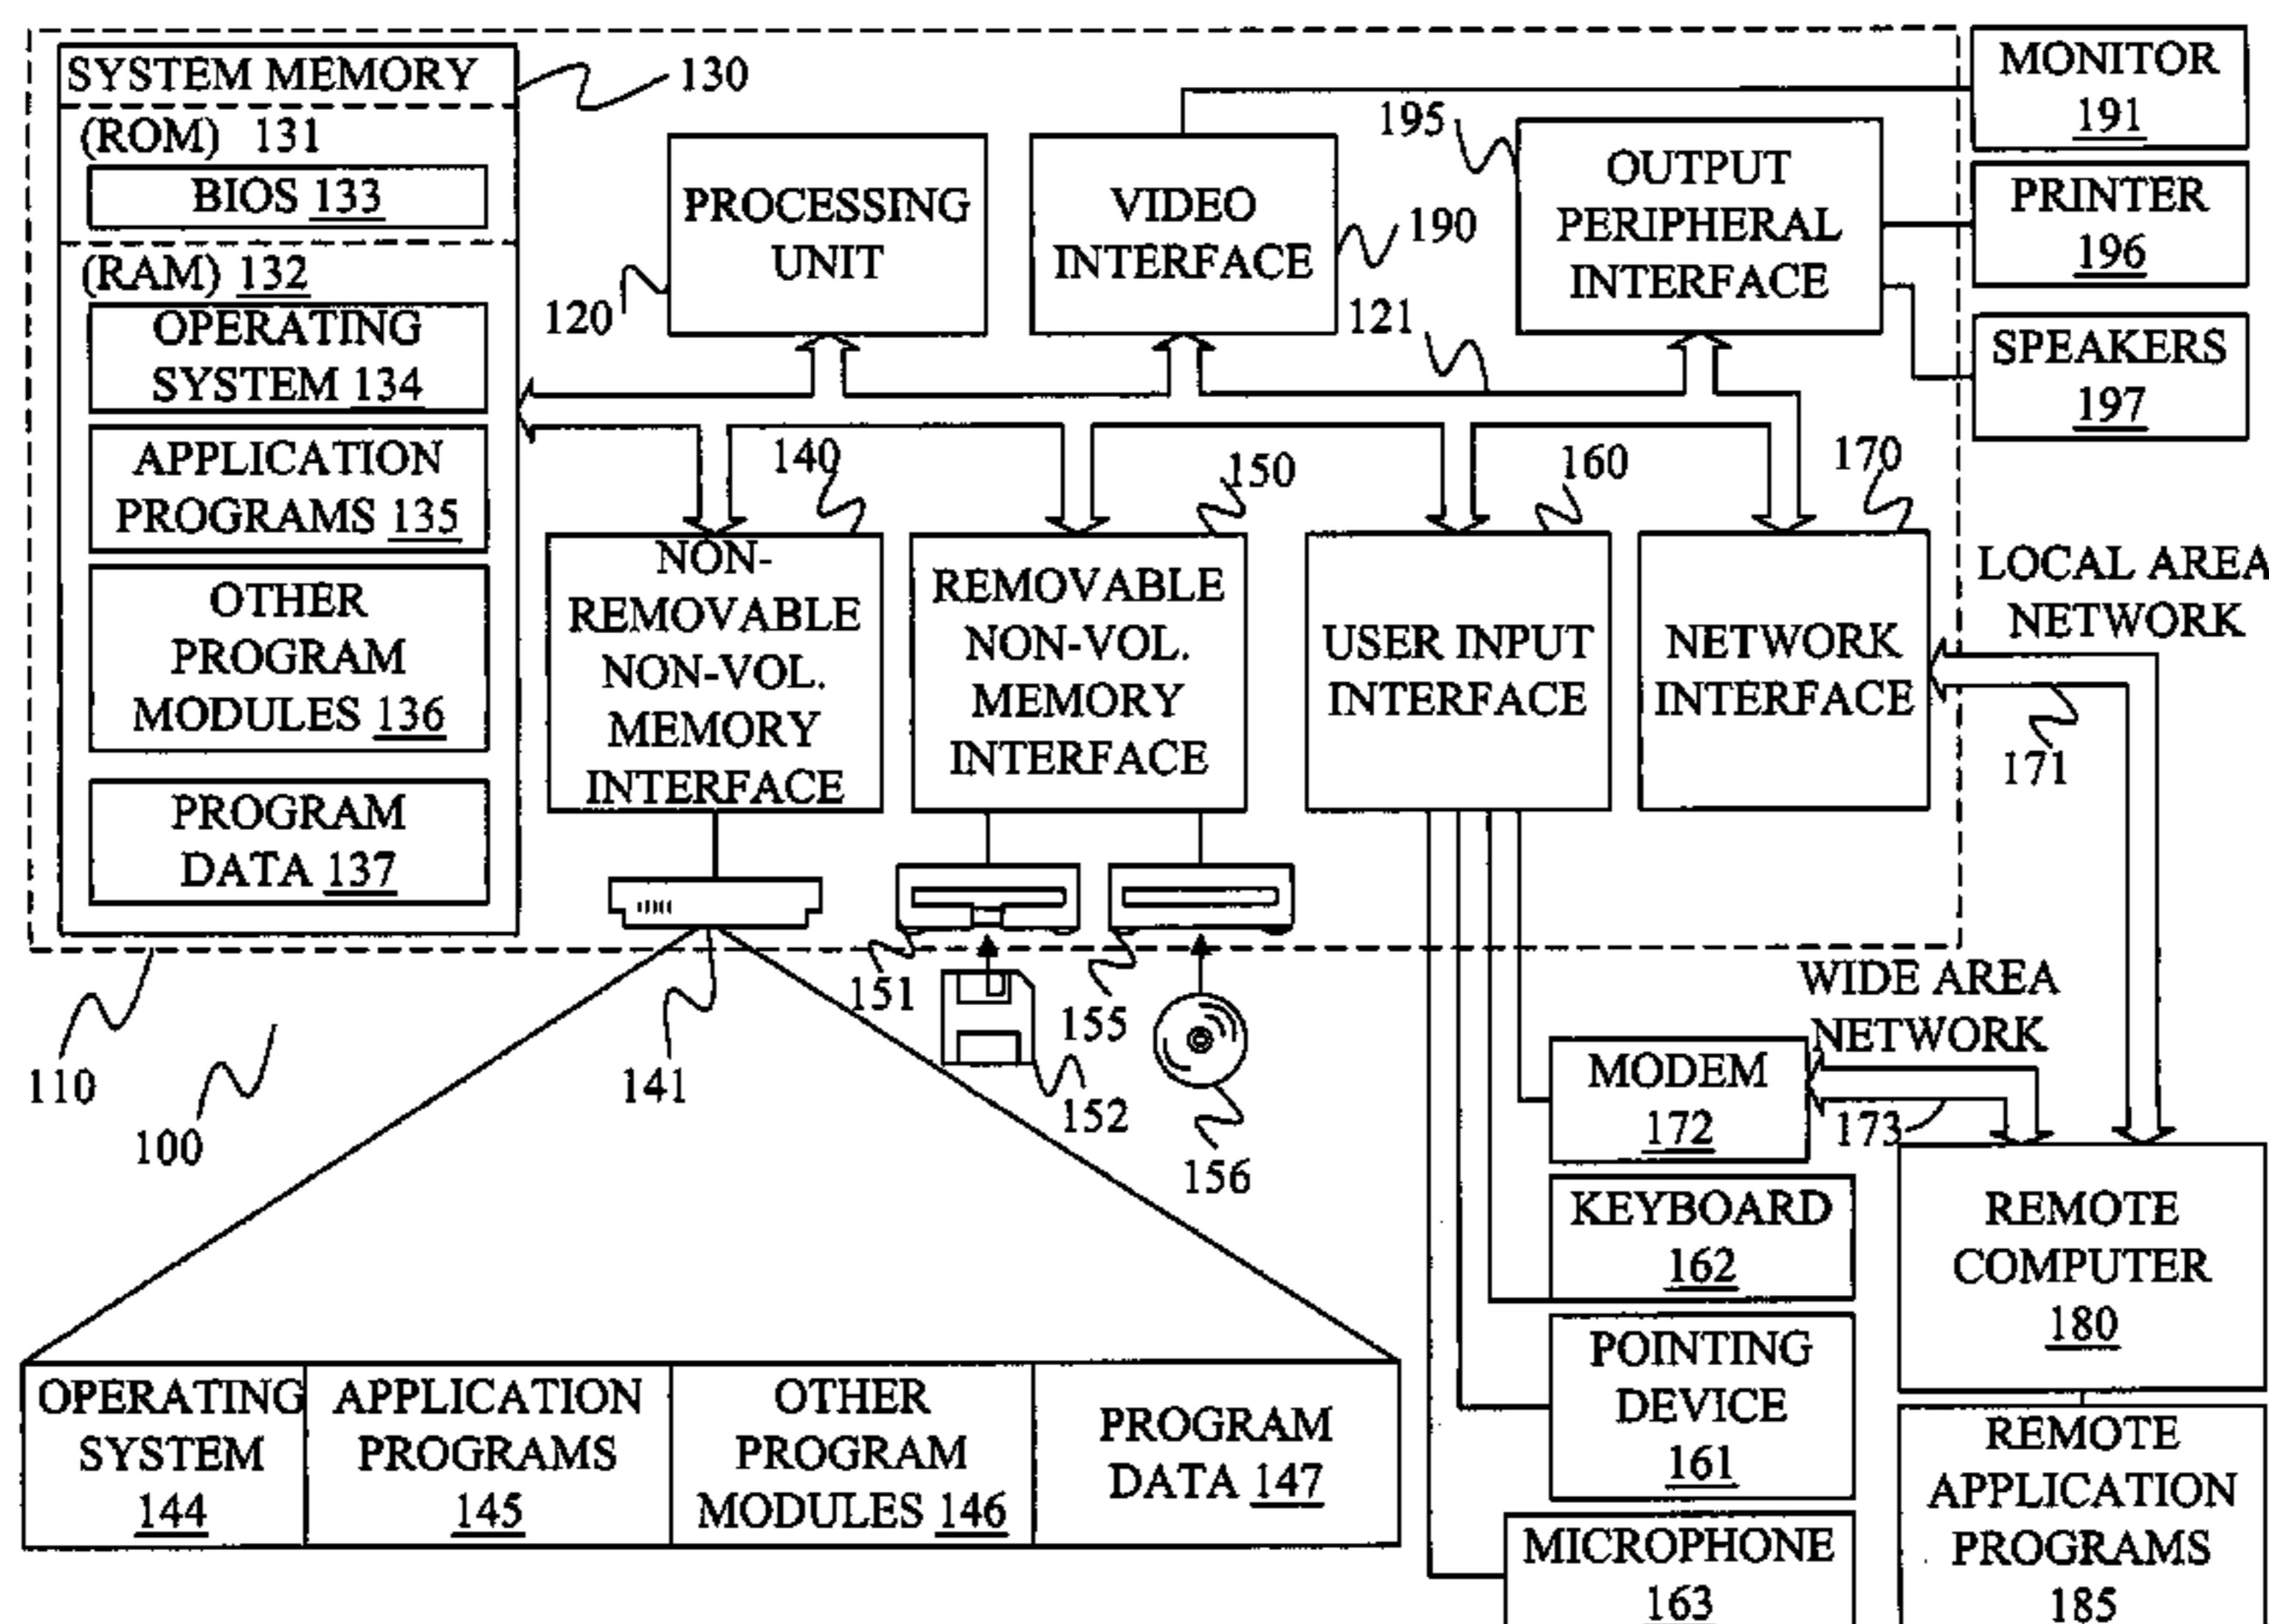 SYSTEM MEMORY
130
(ROM) 131
BIOS 133
(RAM) 132
OPERATING
SYSTEM 134
APPLICATION
PROGRAMS 135
OTHER
PROGRAM
MODULES 136
PROGRAM
DATA 137
PROCESSING
UNIT
120
VIDEO
INTERFACE
190
121
195
OUTPUT
PERIPHERAL
INTERFACE
MONITOR
191
PRINTER
196
SPEAKERS
197
140
NON-
REMOVABLE
NON-VOL.
MEMORY
INTERFACE
150
REMOVABLE
NON-VOL.
MEMORY
INTERFACE
160
USER INPUT
INTERFACE
170
NETWORK
INTERFACE
LOCAL AREA
NETWORK
171
110
100
141
151
152
155
156
WIDE AREA
NETWORK
173
MODEM
172
KEYBOARD
162
POINTING
DEVICE
161
MICROPHONE
163
REMOTE
COMPUTER
180
REMOTE
APPLICATION
PROGRAMS
185
OPERATING
SYSTEM
144
APPLICATION
PROGRAMS
145
OTHER
PROGRAM
MODULES 146
PROGRAM
DATA 147